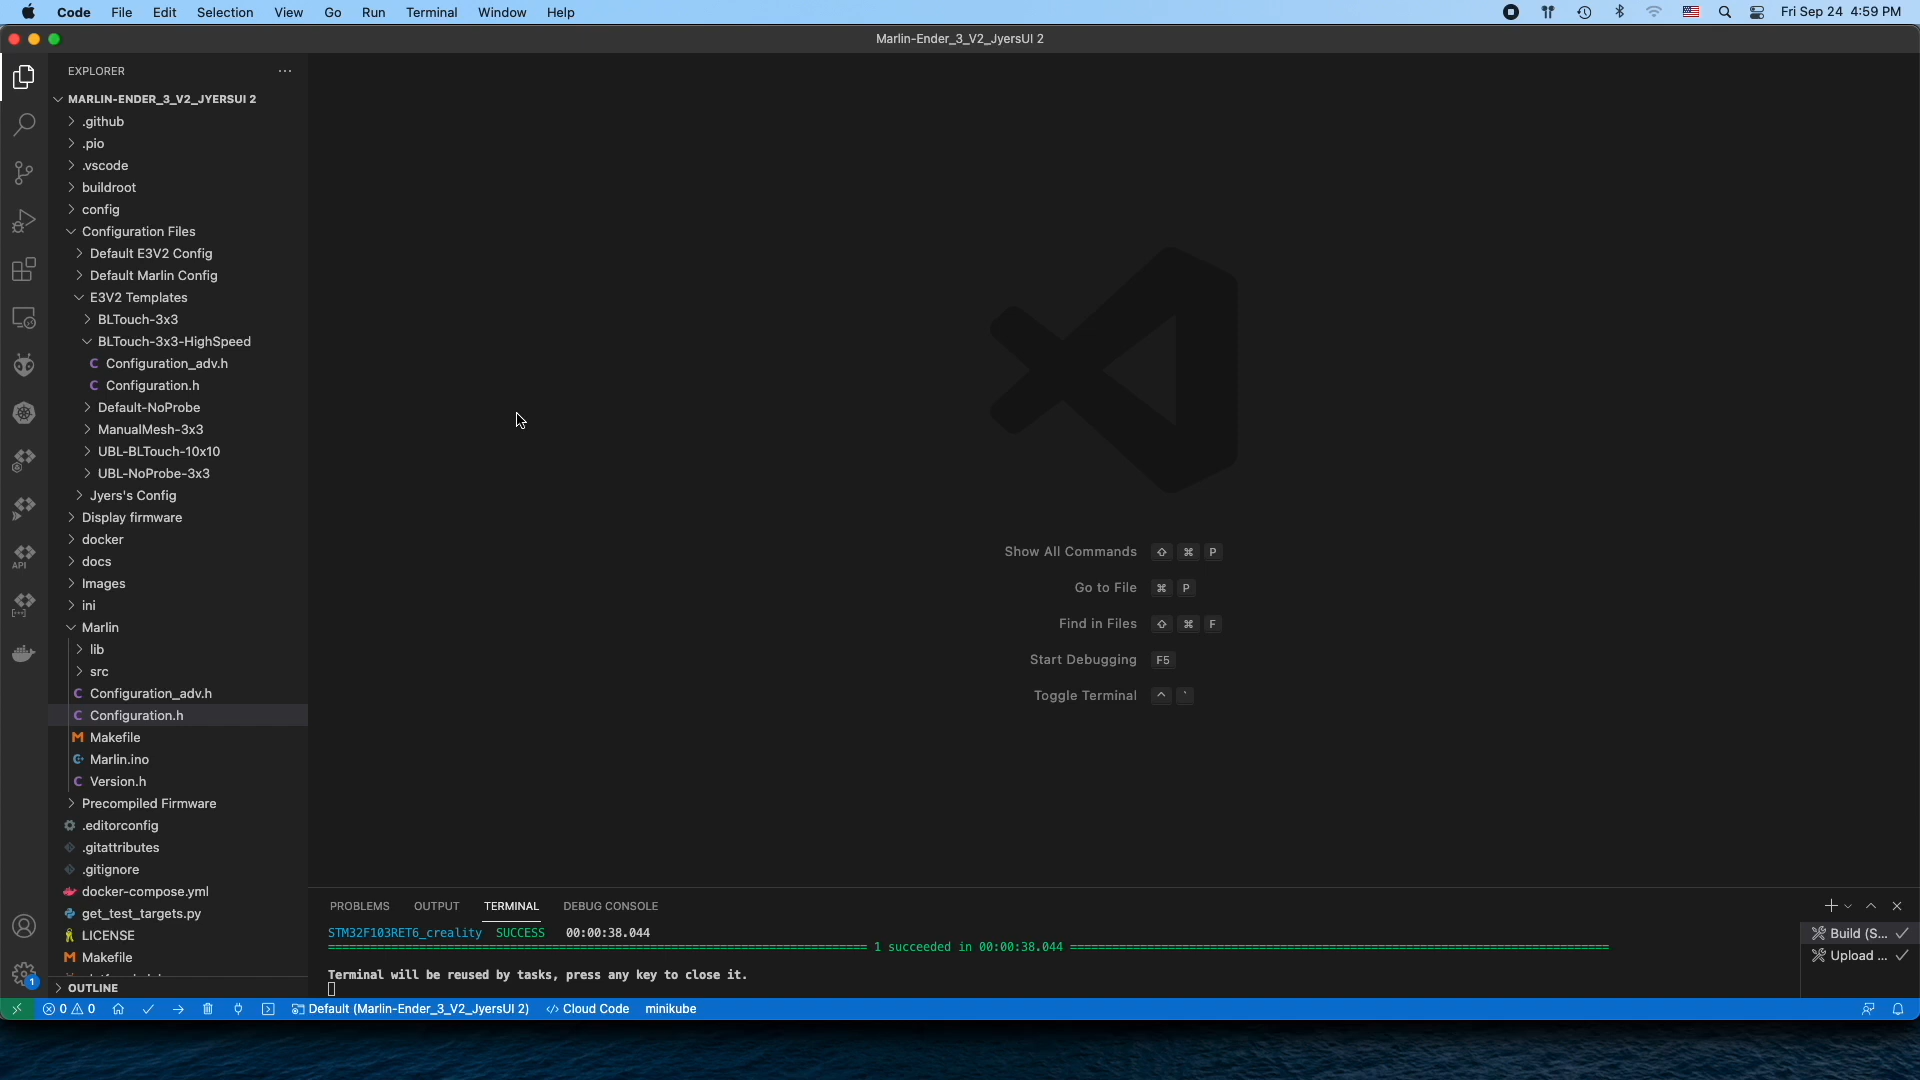 Code File Edit Selection View Go Run Terminal Window Help Fri Sep 24 4:59 PM
Marlin-Ender_3_V2_JyersUI 2
EXPLORER
MARLIN-ENDER_3_V2_JYERSUI 2
.github
.pio
.vscode
buildroot
config
Configuration Files
Default E3V2 Config
Default Marlin Config
E3V2 Templates
BLTouch-3x3
BLTouch-3x3-HighSpeed
C Configuration_adv.h
C Configuration.h
Default-NoProbe
ManualMesh-3x3
UBL-BLTouch-10x10
UBL-NoProbe-3x3
Jyers's Config
Display firmware
docker
docs
Images
ini
Marlin
lib
src
C Configuration_adv.h
C Configuration.h
M Makefile
Marlin.ino
C Version.h
Precompiled Firmware
.editorconfig
.gitattributes
.gitignore
docker-compose.yml
get_test_targets.py
LICENSE
M Makefile
OUTLINE
API
1
Show All Commands ⇧ ⌘ P
Go to File ⌘ P
Find in Files ⇧ ⌘ F
Start Debugging F5
Toggle Terminal ^ `
PROBLEMS OUTPUT TERMINAL DEBUG CONSOLE
STM32F103RET6_creality SUCCESS 00:00:38.044
1 succeeded in 00:00:38.044
Terminal will be reused by tasks, press any key to close it.
Build (S...
Upload ...
0 0 Default (Marlin-Ender_3_V2_JyersUI 2) Cloud Code minikube